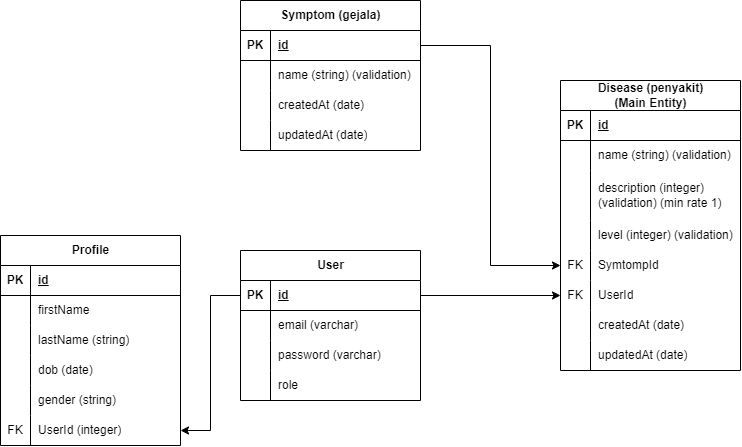 Symptom (gejala)
PK id
name (string) (validation)
createdAt (date)
updatedAt (date)
Disease (penyakit)
(Main Entity)
PK id
name (string) (validation)
description (integer)
(validation) (min rate 1)
level (integer) (validation)
FK SymtompId
FK UserId
createdAt (date)
updatedAt (date)
Profile
PK id
firstName
lastName (string)
dob (date)
gender (string)
FK UserId (integer)
User
PK id
email (varchar)
password (varchar)
role